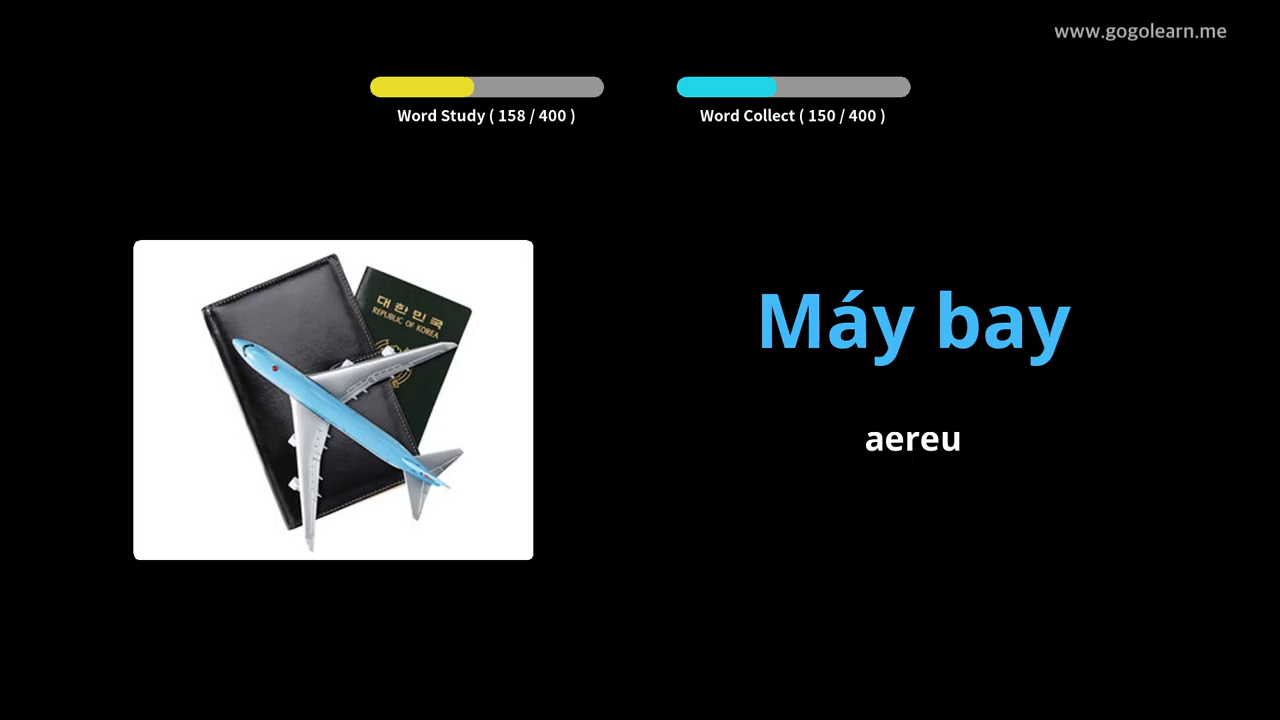 www.gogolearn.me
Word Study ( 158 / 400 )
Word Collect ( 150 / 400 )
대한민국
REPUBLIC OF KOREA
Máy bay
aereu